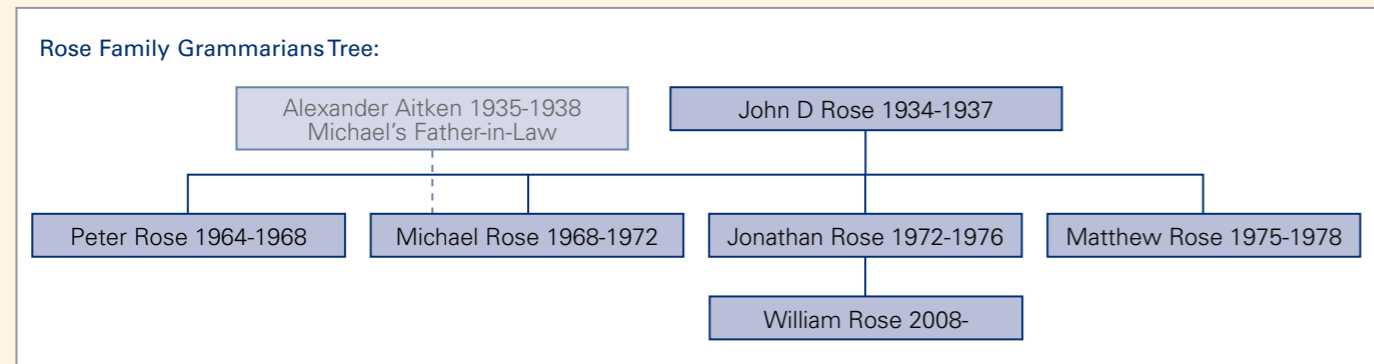 Rose Family Grammarians Tree:
Alexander Aitken 1935-1938
Michael's Father-in-Law
John D Rose 1934-1937
Peter Rose 1964-1968
Michael Rose 1968-1972
Jonathan Rose 1972-1976
Matthew Rose 1975-1978
William Rose 2008-